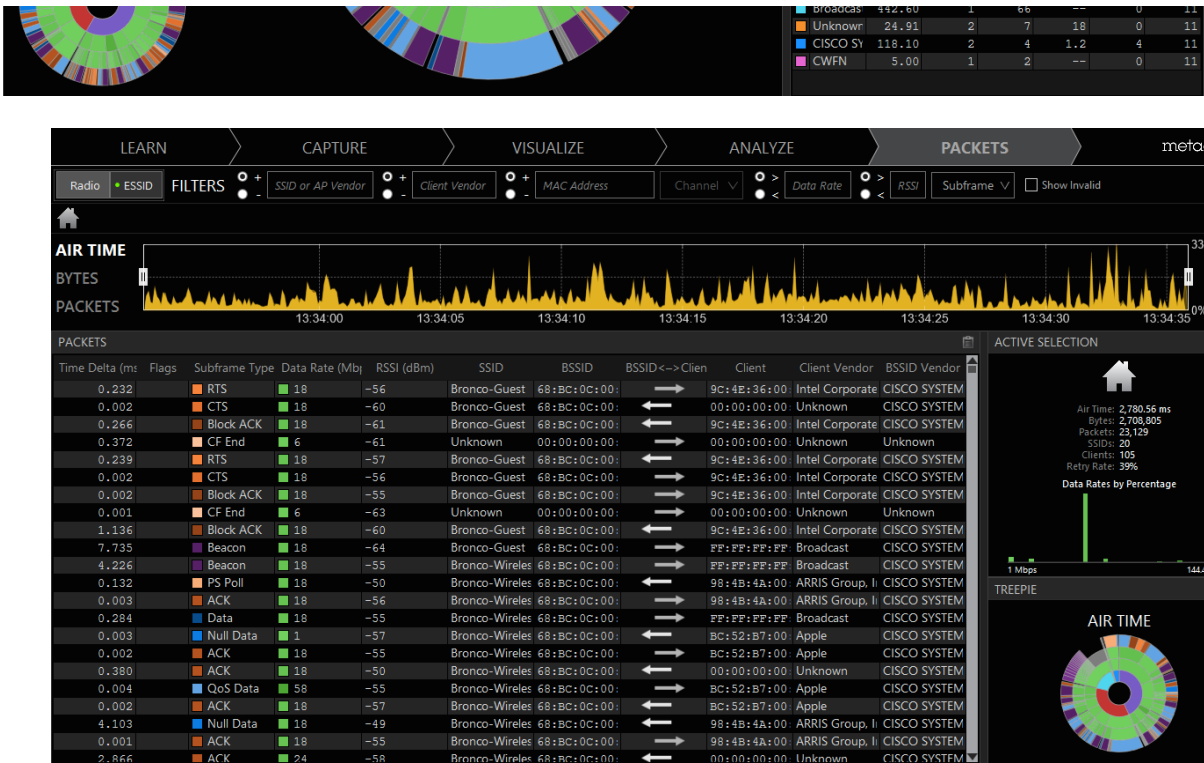 Broadcas 442.60 1 66 -- 0 11
Unknown 24.91 2 7 18 0 11
CISCO SY 118.10 2 4 1.2 4 11
CWFN 5.00 1 2 -- 0 11
LEARN CAPTURE VISUALIZE ANALYZE PACKETS meta
Radio • ESSID FILTERS + - SSID or AP Vendor + - Client Vendor + - MAC Address Channel > < Data Rate > < RSSI Subframe Show Invalid
AIR TIME 33
BYTES
PACKETS 0%
13:34:00 13:34:05 13:34:10 13:34:15 13:34:20 13:34:25 13:34:30 13:34:35
PACKETS
Time Delta (ms Flags Subframe Type Data Rate (Mb RSSI (dBm) SSID BSSID BSSID<-->Clien Client Client Vendor BSSID Vendor
0.232 RTS 18 -56 Bronco-Guest 68:BC:0C:00: 9C:4E:36:00 Intel Corporate CISCO SYSTEM
0.002 CTS 18 -60 Bronco-Guest 68:BC:0C:00: 00:00:00:00: Unknown CISCO SYSTEM
0.266 Block ACK 18 -61 Bronco-Guest 68:BC:0C:00: 9C:4E:36:00 Intel Corporate CISCO SYSTEM
0.372 CF End 6 -61 Unknown 00:00:00:00: 00:00:00:00: Unknown Unknown
0.239 RTS 18 -57 Bronco-Guest 68:BC:0C:00: 9C:4E:36:00 Intel Corporate CISCO SYSTEM
0.002 CTS 18 -56 Bronco-Guest 68:BC:0C:00: 9C:4E:36:00 Intel Corporate CISCO SYSTEM
0.002 Block ACK 18 -55 Bronco-Guest 68:BC:0C:00: 9C:4E:36:00 Intel Corporate CISCO SYSTEM
0.001 CF End 6 -63 Unknown 00:00:00:00: 00:00:00:00: Unknown Unknown
1.136 Block ACK 18 -60 Bronco-Guest 68:BC:0C:00: 9C:4E:36:00 Intel Corporate CISCO SYSTEM
7.735 Beacon 18 -64 Bronco-Guest 68:BC:0C:00: FF:FF:FF:FF Broadcast CISCO SYSTEM
4.226 Beacon 18 -55 Bronco-Wireles 68:BC:0C:00: FF:FF:FF:FF Broadcast CISCO SYSTEM
0.132 PS Poll 18 -50 Bronco-Wireles 68:BC:0C:00: 98:4B:4A:00 ARRIS Group, I CISCO SYSTEM
0.003 ACK 18 -56 Bronco-Wireles 68:BC:0C:00: 98:4B:4A:00 ARRIS Group, I CISCO SYSTEM
0.284 Data 18 -55 Bronco-Wireles 68:BC:0C:00: FF:FF:FF:FF Broadcast CISCO SYSTEM
0.003 Null Data 1 -57 Bronco-Wireles 68:BC:0C:00: BC:52:B7:00 Apple CISCO SYSTEM
0.002 ACK 18 -55 Bronco-Wireles 68:BC:0C:00: BC:52:B7:00 Apple CISCO SYSTEM
0.380 ACK 18 -50 Bronco-Wireles 68:BC:0C:00: 00:00:00:00: Unknown CISCO SYSTEM
0.004 QoS Data 58 -55 Bronco-Wireles 68:BC:0C:00: BC:52:B7:00 Apple CISCO SYSTEM
0.002 ACK 18 -57 Bronco-Wireles 68:BC:0C:00: BC:52:B7:00 Apple CISCO SYSTEM
4.103 Null Data 18 -49 Bronco-Wireles 68:BC:0C:00: 98:4B:4A:00 ARRIS Group, I CISCO SYSTEM
0.001 ACK 18 -55 Bronco-Wireles 68:BC:0C:00: 98:4B:4A:00 ARRIS Group, I CISCO SYSTEM
2.866 ACK 24 -58 Bronco-Wireles 68:BC:0C:00: 00:00:00:00: Unknown CISCO SYSTEM
ACTIVE SELECTION
Air Time: 2,780.56 ms
Bytes: 2,708,805
Packets: 23,129
SSIDs: 20
Clients: 105
Retry Rate: 39%
Data Rates by Percentage
1 Mbps 144.4
TREEPIE
AIR TIME